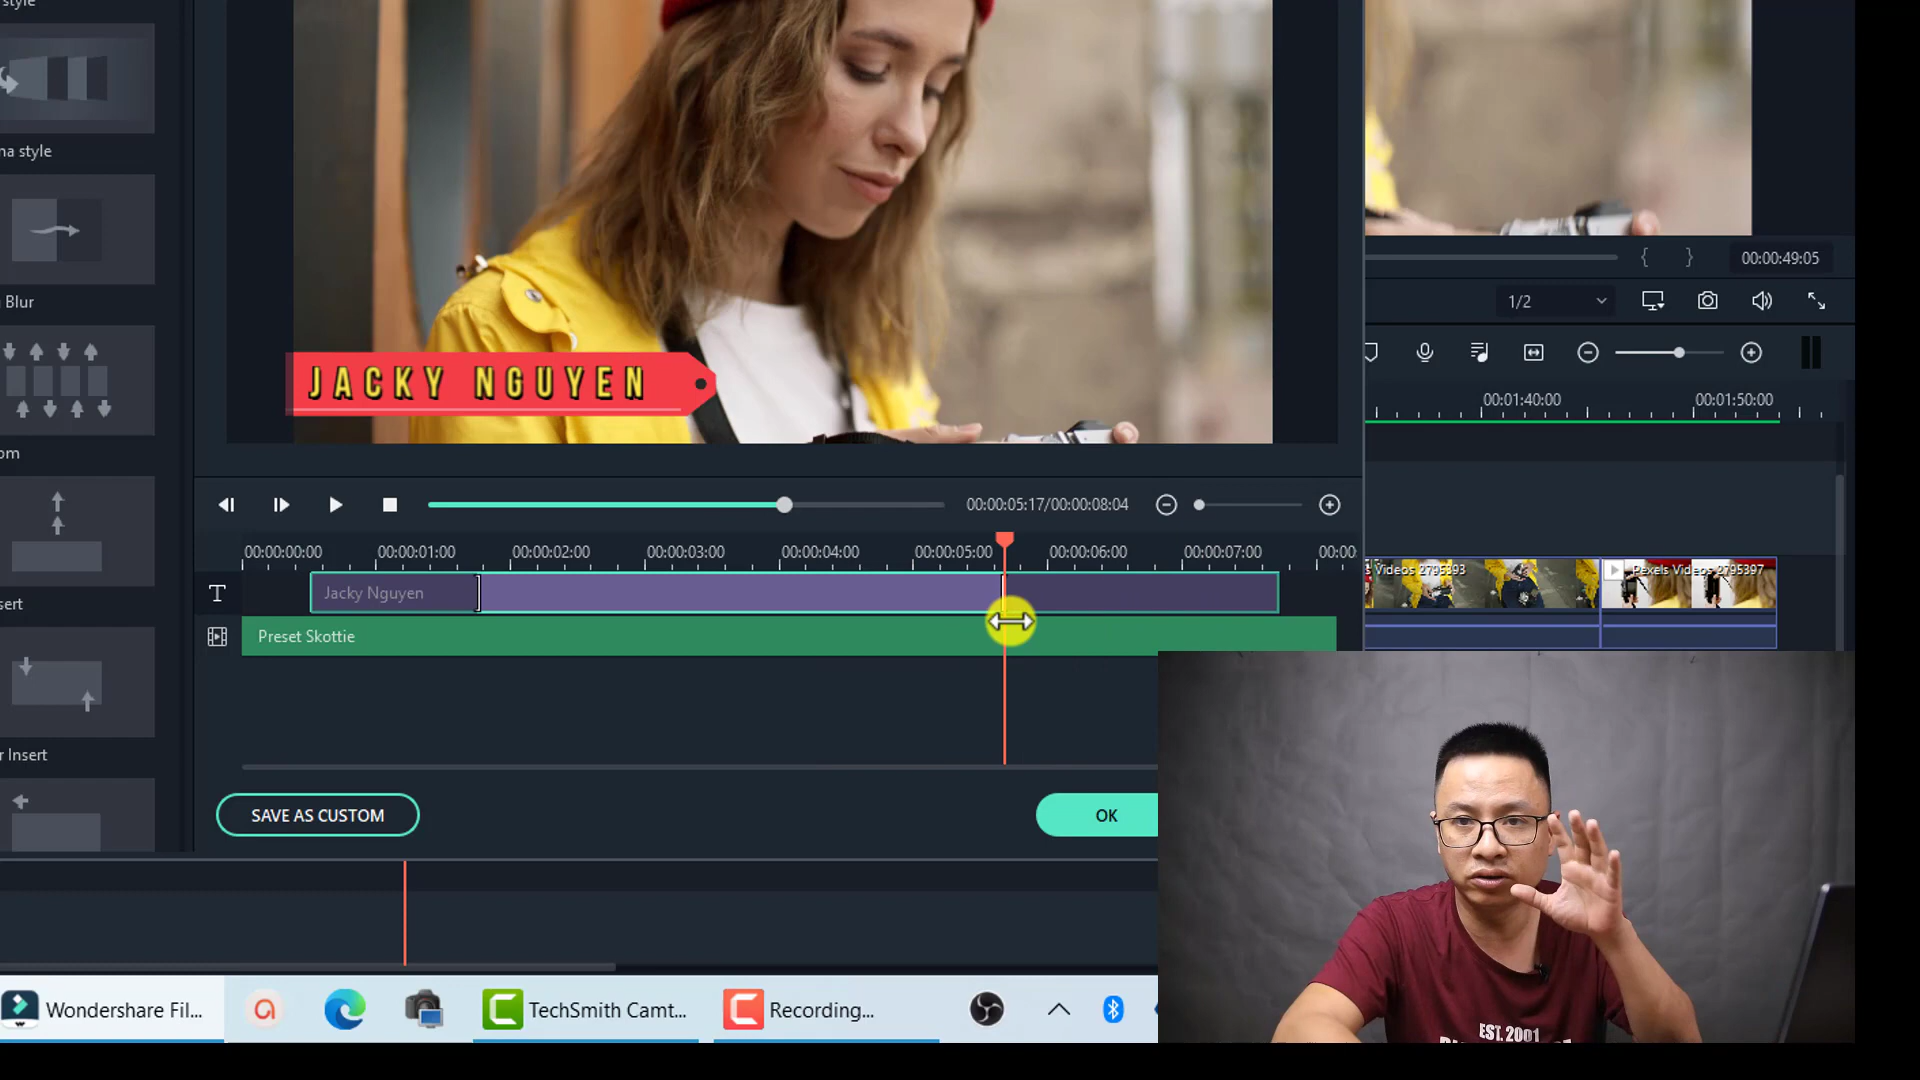 style
na style
Blur
om
sert
r Insert
JACKY NGUYEN
{ } 00:00:49:05
1/2
00:01:40:00 00:01:50:00
00:00:05:17/00:00:08:04
00:00:00:00 00:00:01:00 00:00:02:00 00:00:03:00 00:00:04:00 00:00:05:00 00:00:06:00 00:00:07:00 00:00
T Jacky Nguyen
Preset Skottie
s Videos 2795393 Pexels Videos 2795397
SAVE AS CUSTOM OK
Wondershare Fil... TechSmith Camt... Recording...
EST. 2001